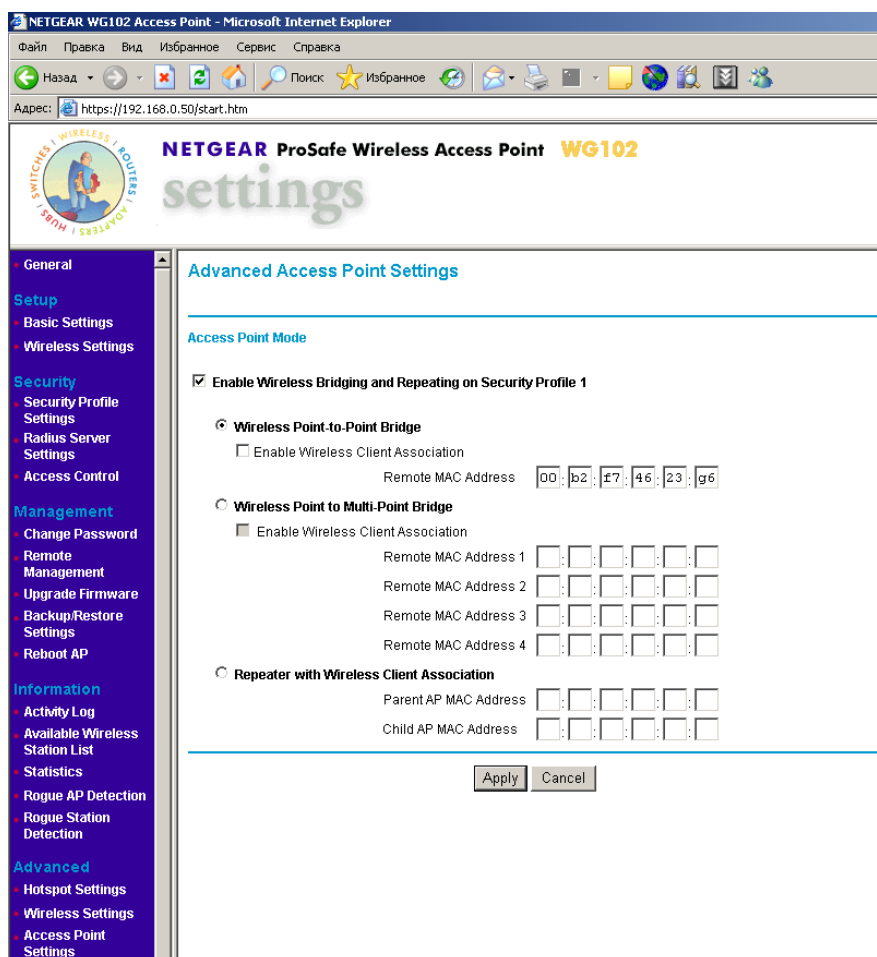 NETGEAR WG102 Access Point - Microsoft Internet Explorer
Файл Правка Вид Избранное Сервис Справка
Назад Поиск Избранное
Адрес: https://192.168.0.50/start.htm
WIRELESS | ROUTERS | ADAPTERS | HUBS | SWITCHES
NETGEAR ProSafe Wireless Access Point WG102
settings
General
Setup
Basic Settings
Wireless Settings
Security
Security Profile
Settings
Radius Server
Settings
Access Control
Management
Change Password
Remote
Management
Upgrade Firmware
Backup/Restore
Settings
Reboot AP
Information
Activity Log
Available Wireless
Station List
Statistics
Rogue AP Detection
Rogue Station
Detection
Advanced
Hotspot Settings
Wireless Settings
Access Point
Settings
Advanced Access Point Settings
Access Point Mode
Enable Wireless Bridging and Repeating on Security Profile 1
Wireless Point-to-Point Bridge
Enable Wireless Client Association
Remote MAC Address 00 : b2 : f7 : 46 : 23 : g6
Wireless Point to Multi-Point Bridge
Enable Wireless Client Association
Remote MAC Address 1 : : : : :
Remote MAC Address 2 : : : : :
Remote MAC Address 3 : : : : :
Remote MAC Address 4 : : : : :
Repeater with Wireless Client Association
Parent AP MAC Address : : : : :
Child AP MAC Address : : : : :
Apply Cancel